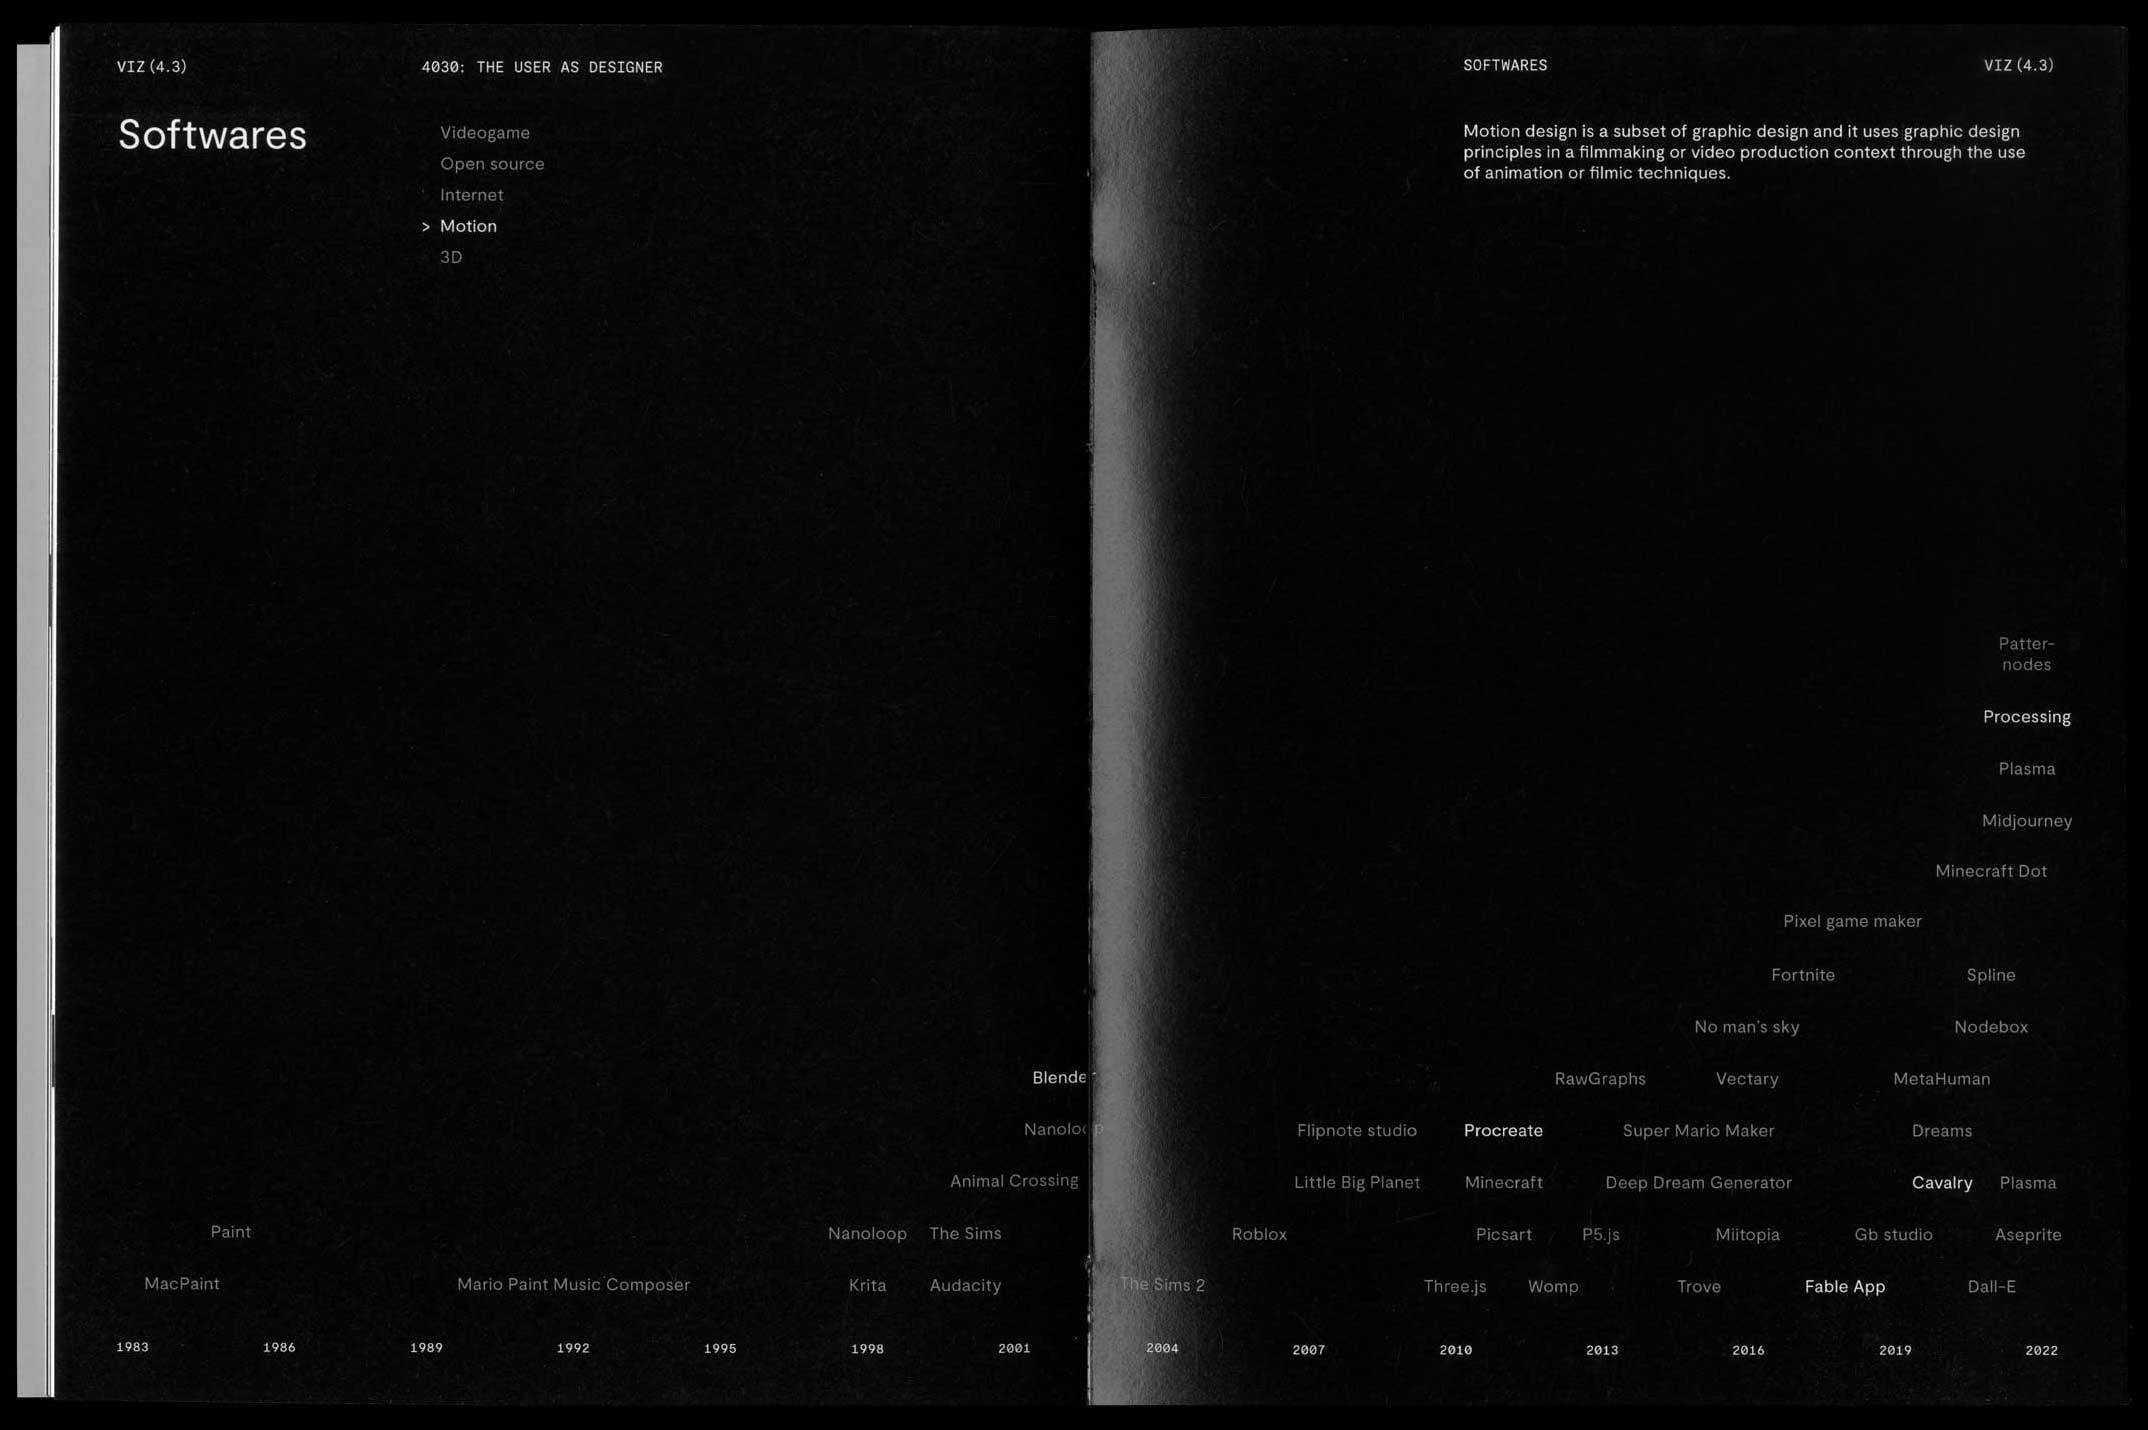 VIZ (4.3)
4030: THE USER AS DESIGNER
Softwares
Videogame
Open source
Internet
> Motion
3D
SOFTWARES
VIZ (4.3)
Motion design is a subset of graphic design and it uses graphic design
principles in a filmmaking or video production context through the use
of animation or filmic techniques.
Patter-
nodes
Processing
Plasma
Midjourney
Minecraft Dot
Pixel game maker
Fortnite
Spline
No man's sky
Nodebox
Blender
RawGraphs
Vectary
MetaHuman
Nanoloop
Flipnote studio
Procreate
Super Mario Maker
Dreams
Animal Crossing
Little Big Planet
Minecraft
Deep Dream Generator
Cavalry
Plasma
Paint
Nanoloop
The Sims
Roblox
Picsart
P5.js
Miitopia
Gb studio
Aseprite
MacPaint
Mario Paint Music Composer
Krita
Audacity
The Sims 2
Three.js
Womp
Trove
Fable App
Dall-E
1983
1986
1989
1992
1995
1998
2001
2004
2007
2010
2013
2016
2019
2022